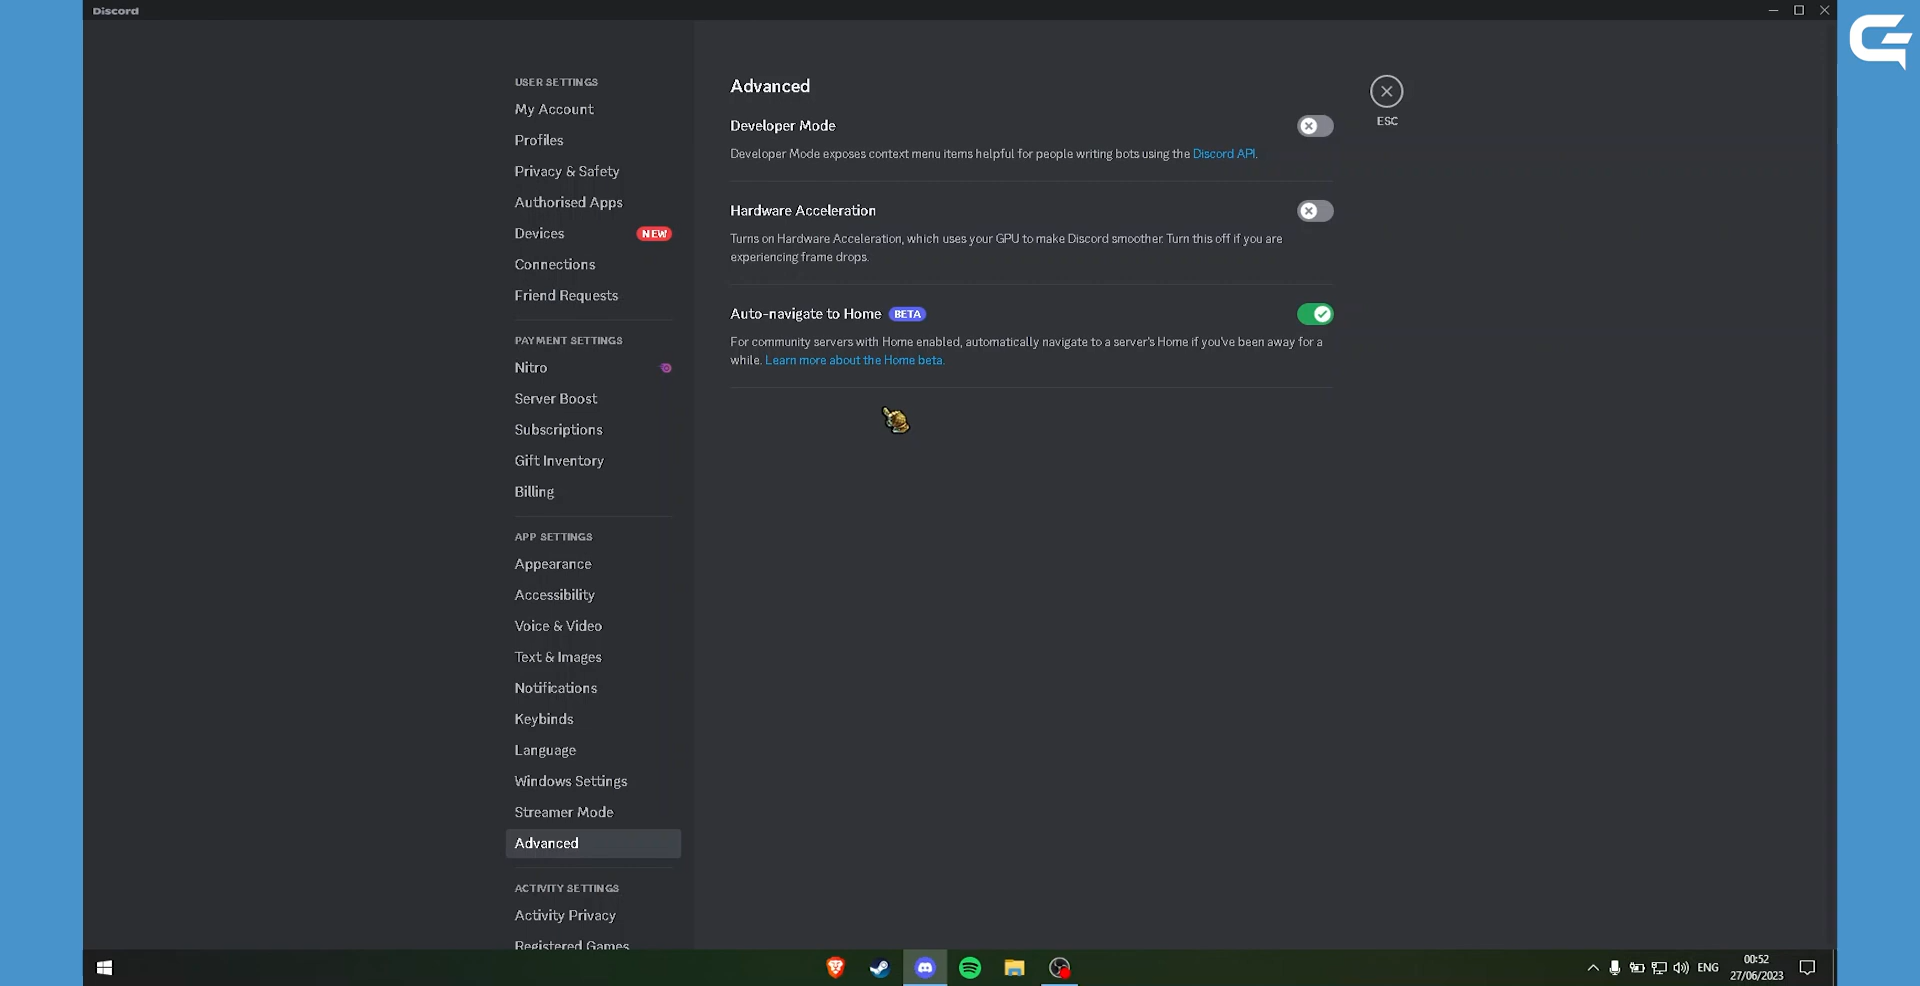 Discord
USER SETTINGS
My Account
Profiles
Privacy & Safety
Authorised Apps
Devices NEW
Connections
Friend Requests
PAYMENT SETTINGS
Nitro
Server Boost
Subscriptions
Gift Inventory
Billing
APP SETTINGS
Appearance
Accessibility
Voice & Video
Text & Images
Notifications
Keybinds
Language
Windows Settings
Streamer Mode
Advanced
ACTIVITY SETTINGS
Activity Privacy
Registered Games
Advanced
Developer Mode
Developer Mode exposes context menu items helpful for people writing bots using the Discord API.
Hardware Acceleration
Turns on Hardware Acceleration, which uses your GPU to make Discord smoother. Turn this off if you are
experiencing frame drops.
Auto-navigate to Home BETA
For community servers with Home enabled, automatically navigate to a server's Home if you've been away for a
while. Learn more about the Home beta.
ESC
ENG
00:52
27/06/2023